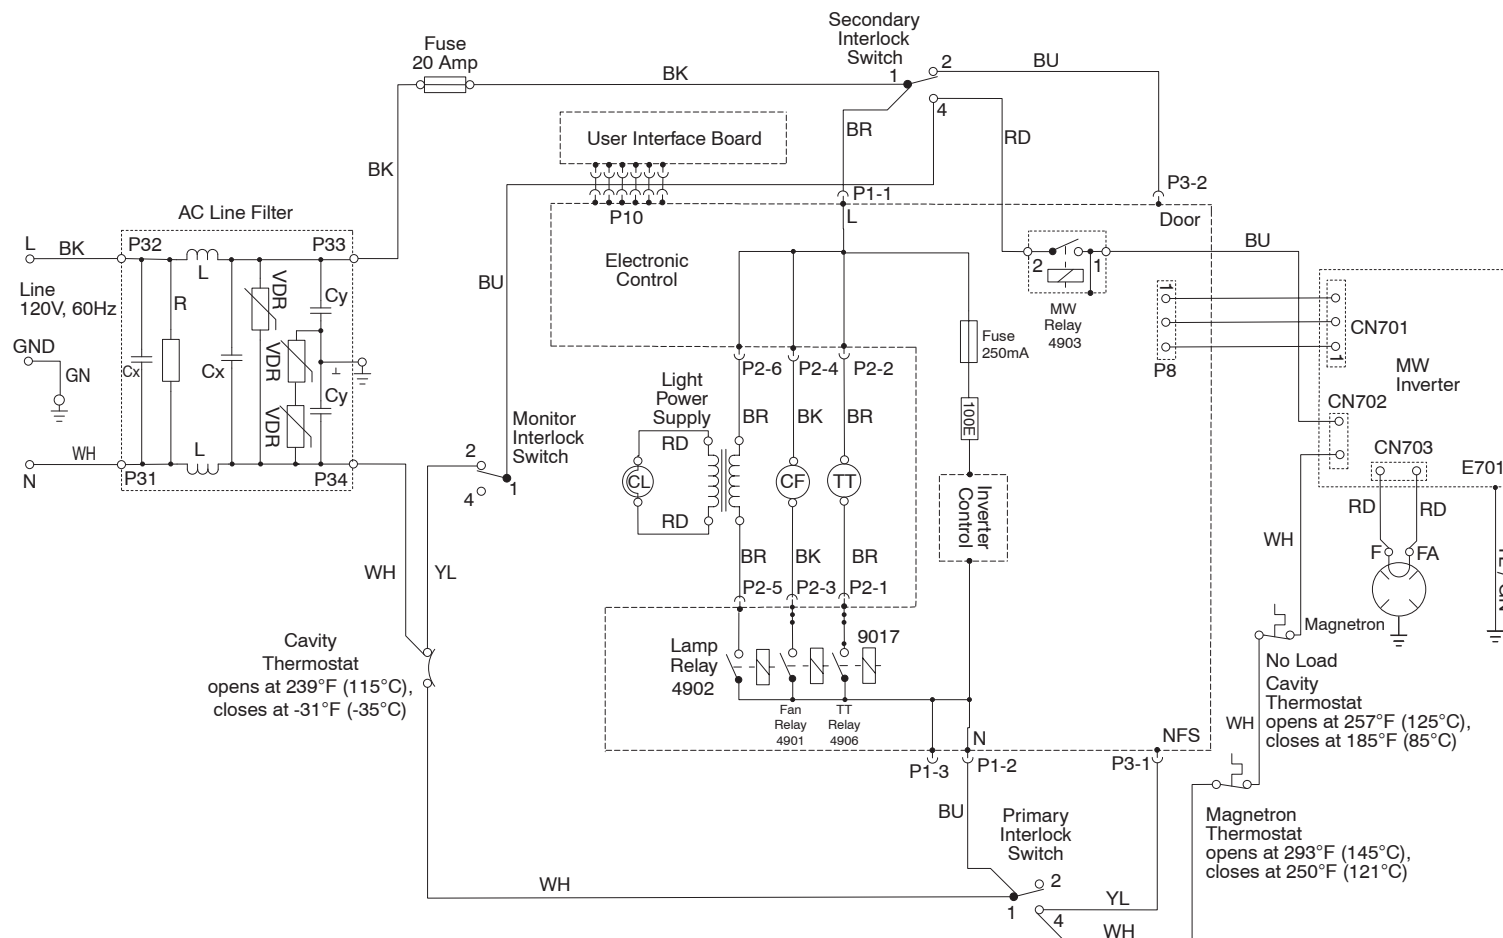 Secondary
Interlock
Switch
Fuse
20 Amp
BK
1
2
BU
4
BR
RD
User Interface Board
BK
P10
P1-1
L
P3-2
Door
AC Line Filter
L
BK
P32
P33
L
Line
120V, 60Hz
R
VDR
Cy
GND
GN
Cx
Cx
VDR
⊥
VDR
Cy
WH
N
P31
L
P34
BU
Electronic
Control
2
1
BU
MW
Relay
4903
Fuse
250mA
1
P8
CN701
1
MW
Inverter
CN702
CN703
E701
P2-6
P2-4
P2-2
Light
Power
Supply
BR
BK
BR
100E
Monitor
Interlock
Switch
2
4
1
RD
CL
CF
TT
RD
Inverter
Control
RD
RD
WH
F
FA
Magnetron
BR
BK
BR
P2-5
P2-3
P2-1
WH
YL
Cavity
Thermostat
opens at 239°F (115°C),
closes at -31°F (-35°C)
Lamp
Relay
4902
9017
Fan
Relay
4901
TT
Relay
4906
No Load
Cavity
Thermostat
opens at 257°F (125°C),
closes at 185°F (85°C)
WH
N
NFS
P1-3
P1-2
P3-1
BU
Primary
Interlock
Switch
Magnetron
Thermostat
opens at 293°F (145°C),
closes at 250°F (121°C)
WH
2
1
4
YL
WH